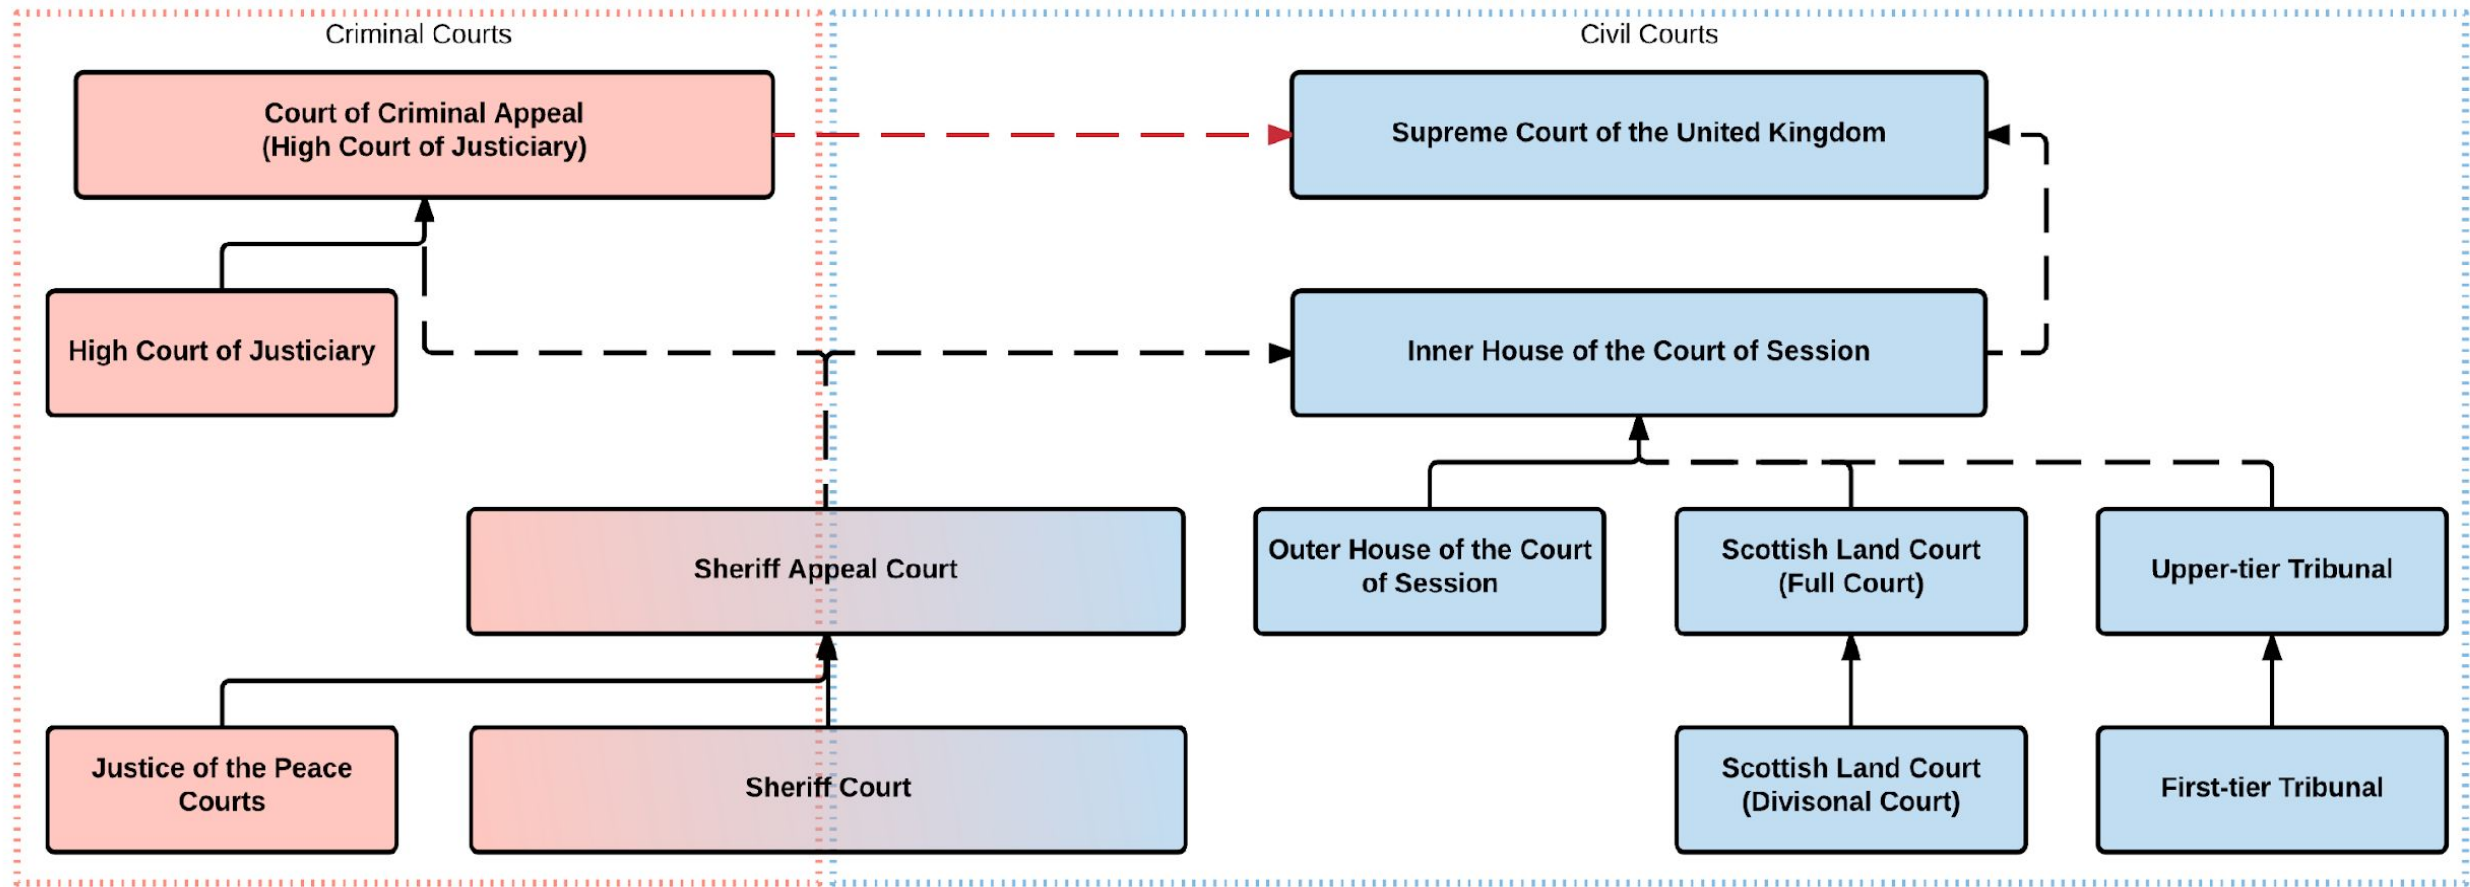 Criminal Courts
Civil Courts
Court of Criminal Appeal
(High Court of Justiciary)
Supreme Court of the United Kingdom
High Court of Justiciary
Inner House of the Court of Session
Sheriff Appeal Court
Outer House of the Court
of Session
Scottish Land Court
(Full Court)
Upper-tier Tribunal
Justice of the Peace
Courts
Sheriff Court
Scottish Land Court
(Divisonal Court)
First-tier Tribunal